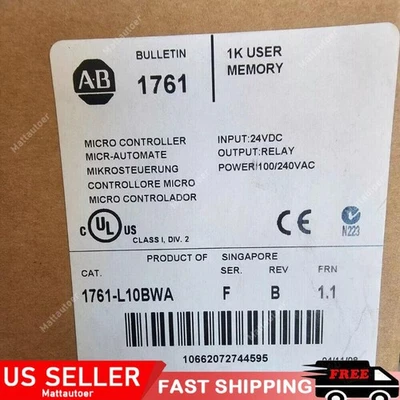 AB
BULLETIN
1761
1K USER
MEMORY
MICRO CONTROLLER
MICR-AUTOMATE
MIKROSTEUERUNG
CONTROLLORE MICRO
MICRO CONTROLADOR
INPUT:24VDC
OUTPUT:RELAY
POWER/100/240VAC
C UL US
CLASS I, DIV. 2
CE
N223
PRODUCT OF SINGAPORE
CAT. SER. REV FRN
1761-L10BWA F B 1.1
10662072744595
US SELLER
Mattautoer
FAST SHIPPING